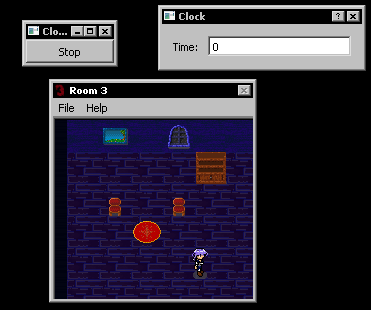 Clo...
Stop
Clock
Time: 0
Room 3
File Help